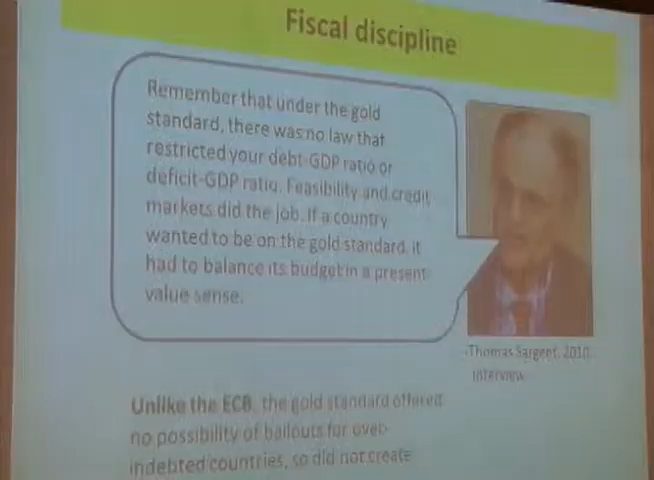 Fiscal discipline
Remember that under the gold
standard, there was no law that
restricted your debt-GDP ratio or
deficit-GDP ratio. Feasibility and credit
markets did the job. If a country
wanted to be on the gold standard, it
had to balance its budget in a present
value sense.
-Thomas Sargent, 2010
interview
Unlike the ECB, the gold standard offered
no possibility of bailouts for over-
indebted countries, so did not create